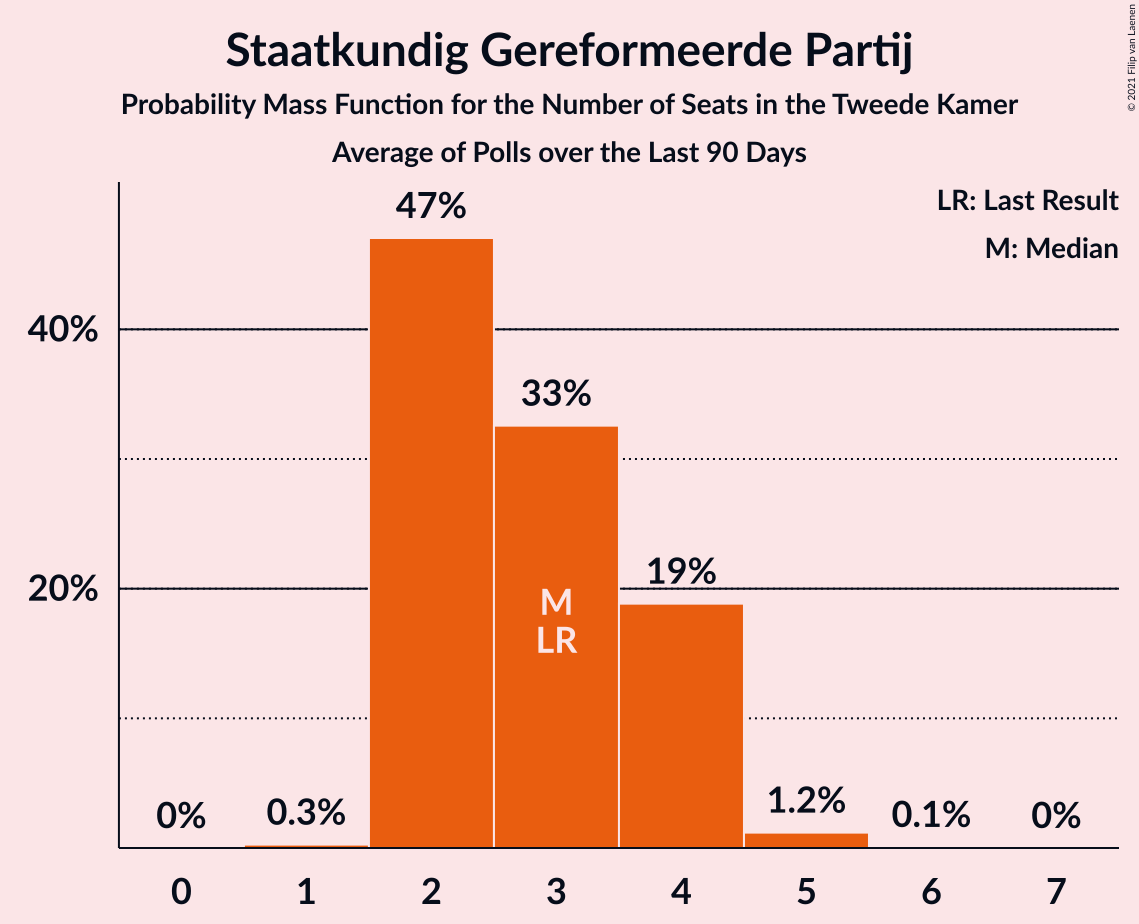 Staatkundig Gereformeerde Partij
Probability Mass Function for the Number of Seats in the Tweede Kamer
Average of Polls over the Last 90 Days
© 2021 Filip van Laenen
LR: Last Result
M: Median
47%
40%
33%
20%
19%
M
LR
0%
0.3%
1.2%
0.1%
0%
0 1 2 3 4 5 6 7